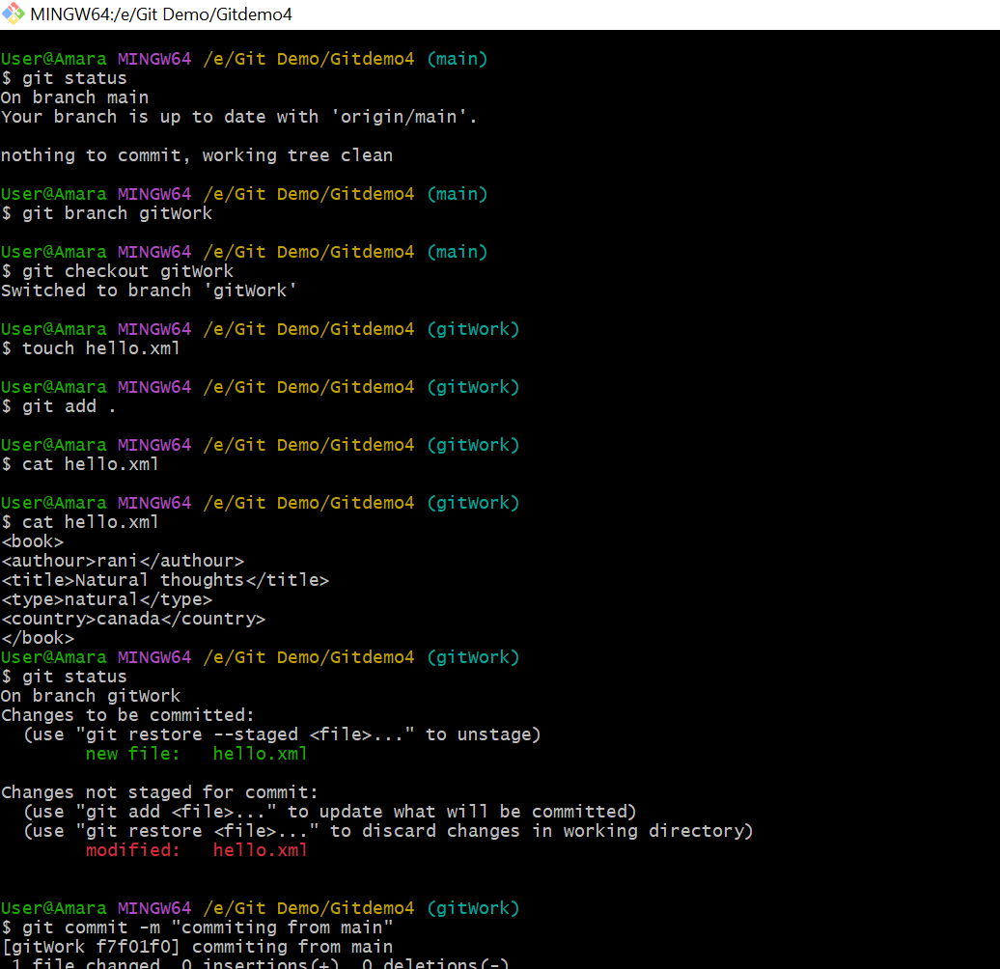 MINGW64:/e/Git Demo/Gitdemo4
User@Amara MINGW64 /e/Git Demo/Gitdemo4 (main)
$ git status
On branch main
Your branch is up to date with 'origin/main'.
nothing to commit, working tree clean
User@Amara MINGW64 /e/Git Demo/Gitdemo4 (main)
$ git branch gitWork
User@Amara MINGW64 /e/Git Demo/Gitdemo4 (main)
$ git checkout gitWork
Switched to branch 'gitWork'
User@Amara MINGW64 /e/Git Demo/Gitdemo4 (gitWork)
$ touch hello.xml
User@Amara MINGW64 /e/Git Demo/Gitdemo4 (gitWork)
$ git add .
User@Amara MINGW64 /e/Git Demo/Gitdemo4 (gitWork)
$ cat hello.xml
User@Amara MINGW64 /e/Git Demo/Gitdemo4 (gitWork)
$ cat hello.xml
<book>
<authour>rani</authour>
<title>Natural thoughts</title>
<type>natural</type>
<country>canada</country>
</book>
User@Amara MINGW64 /e/Git Demo/Gitdemo4 (gitWork)
$ git status
On branch gitWork
Changes to be committed:
  (use "git restore --staged <file>..." to unstage)
        new file:   hello.xml
Changes not staged for commit:
  (use "git add <file>..." to update what will be committed)
  (use "git restore <file>..." to discard changes in working directory)
        modified:   hello.xml
User@Amara MINGW64 /e/Git Demo/Gitdemo4 (gitWork)
$ git commit -m "commiting from main"
[gitWork f7f01f0] commiting from main
 1 file changed, 0 insertions(+), 0 deletions(-)